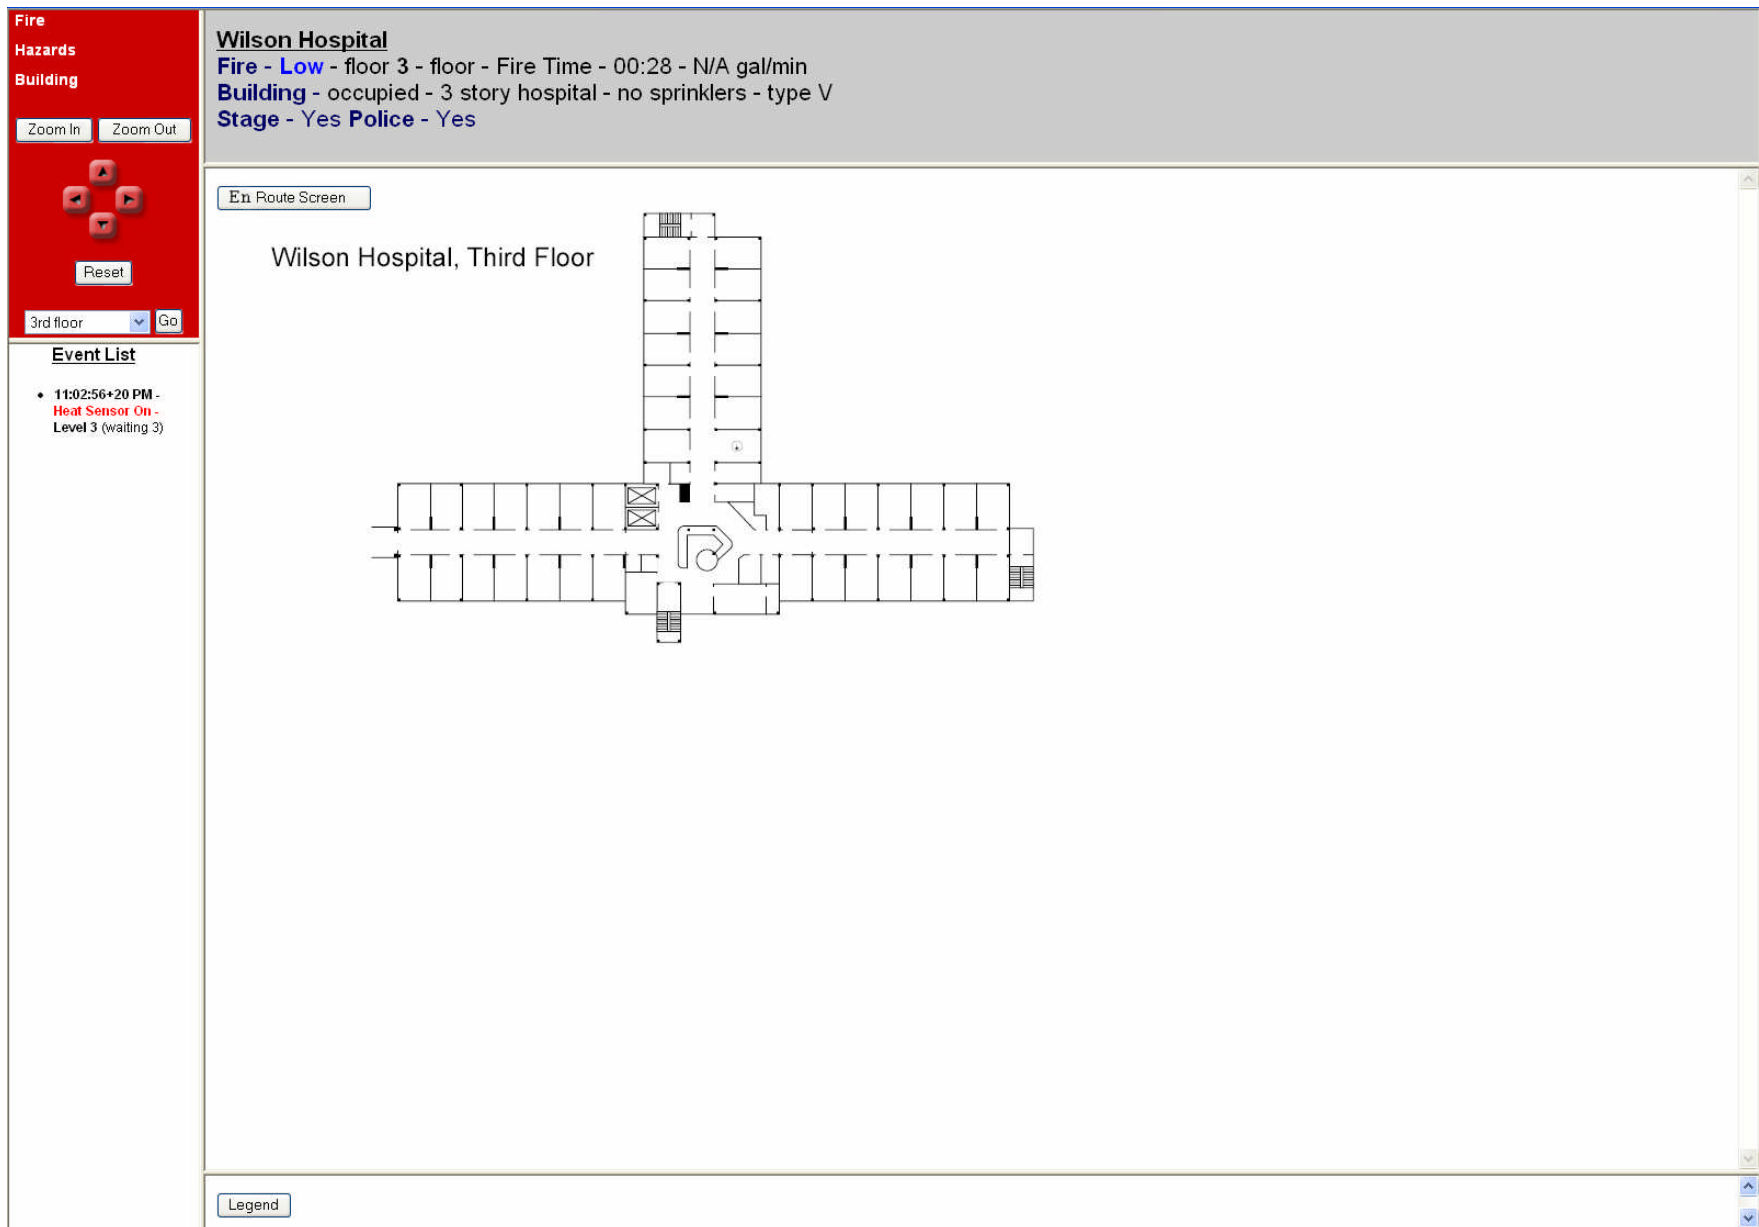 Fire
Hazards
Building
Zoom In
Zoom Out
Reset
3rd floor
Go
Event List
11:02:56+20 PM -
Heat Sensor On -
Level 3 (waiting 3)
Wilson Hospital
Fire - Low - floor 3 - floor - Fire Time - 00:28 - N/A gal/min
Building - occupied - 3 story hospital - no sprinklers - type V
Stage - Yes Police - Yes
En Route Screen
Wilson Hospital, Third Floor
Legend